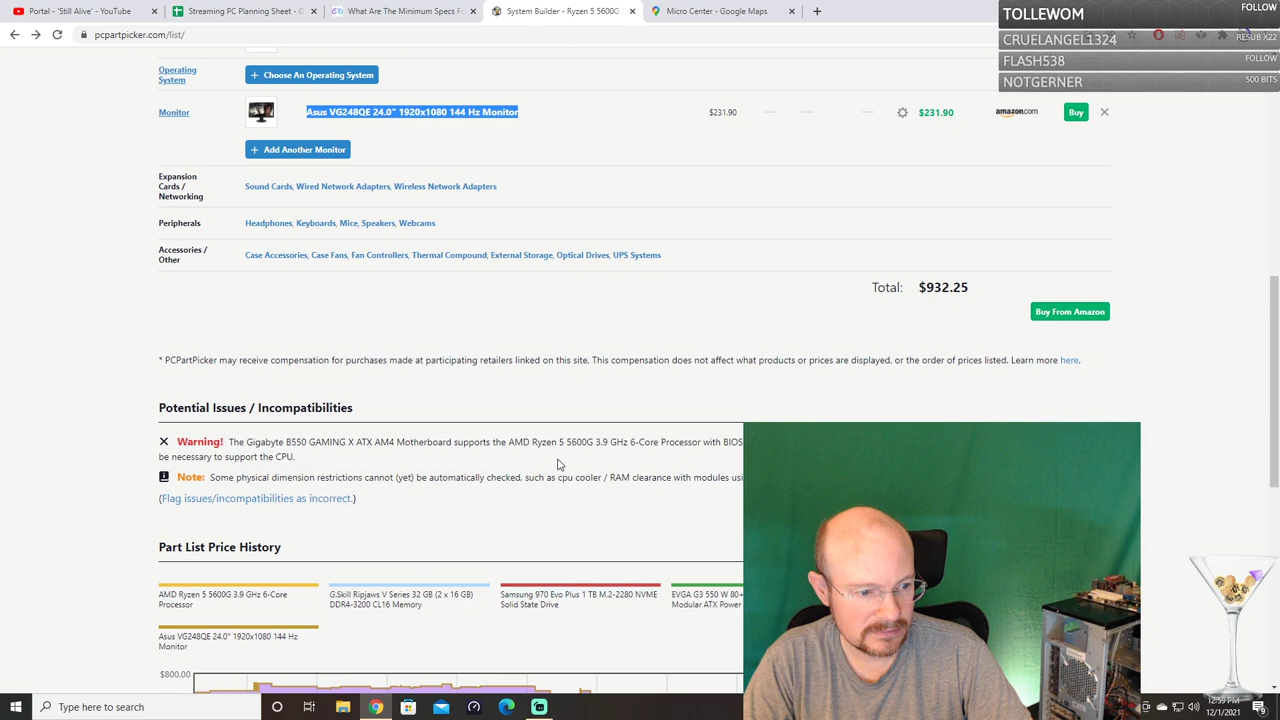 Portal - 'Still Alive' - YouTube
Streaming PC Planning Sheet - G
What Are The Minimum Specs F
System Builder - Ryzen 5 5600G
Micro Center - Google Maps
TOLLEWOM FOLLOW
pcpartpicker.com/list/
CRUELANGEL1324 RESUB X22
FLASH538 FOLLOW
NOTGERNER 500 BITS
Operating
System
Choose An Operating System
Monitor
Asus VG248QE 24.0" 1920x1080 144 Hz Monitor
$231.90
$231.90
amazon.com
Buy
Add Another Monitor
Expansion
Cards /
Networking
Sound Cards, Wired Network Adapters, Wireless Network Adapters
Peripherals
Headphones, Keyboards, Mice, Speakers, Webcams
Accessories /
Other
Case Accessories, Case Fans, Fan Controllers, Thermal Compound, External Storage, Optical Drives, UPS Systems
Total: $932.25
Buy From Amazon
* PCPartPicker may receive compensation for purchases made at participating retailers linked on this site. This compensation does not affect what products or prices are displayed, or the order of prices listed. Learn more here.
Potential Issues / Incompatibilities
Warning! The Gigabyte B550 GAMING X ATX AM4 Motherboard supports the AMD Ryzen 5 5600G 3.9 GHz 6-Core Processor with BIOS
be necessary to support the CPU.
Note: Some physical dimension restrictions cannot (yet) be automatically checked, such as cpu cooler / RAM clearance with modules usi
(Flag issues/incompatibilities as incorrect.)
Part List Price History
AMD Ryzen 5 5600G 3.9 GHz 6-Core
Processor
G.Skill Ripjaws V Series 32 GB (2 x 16 GB)
DDR4-3200 CL16 Memory
Samsung 970 Evo Plus 1 TB M.2-2280 NVME
Solid State Drive
EVGA G3 550 W 80+
Modular ATX Power
Asus VG248QE 24.0" 1920x1080 144 Hz
Monitor
$800.00
Type here to search
12:59 PM
12/1/2021